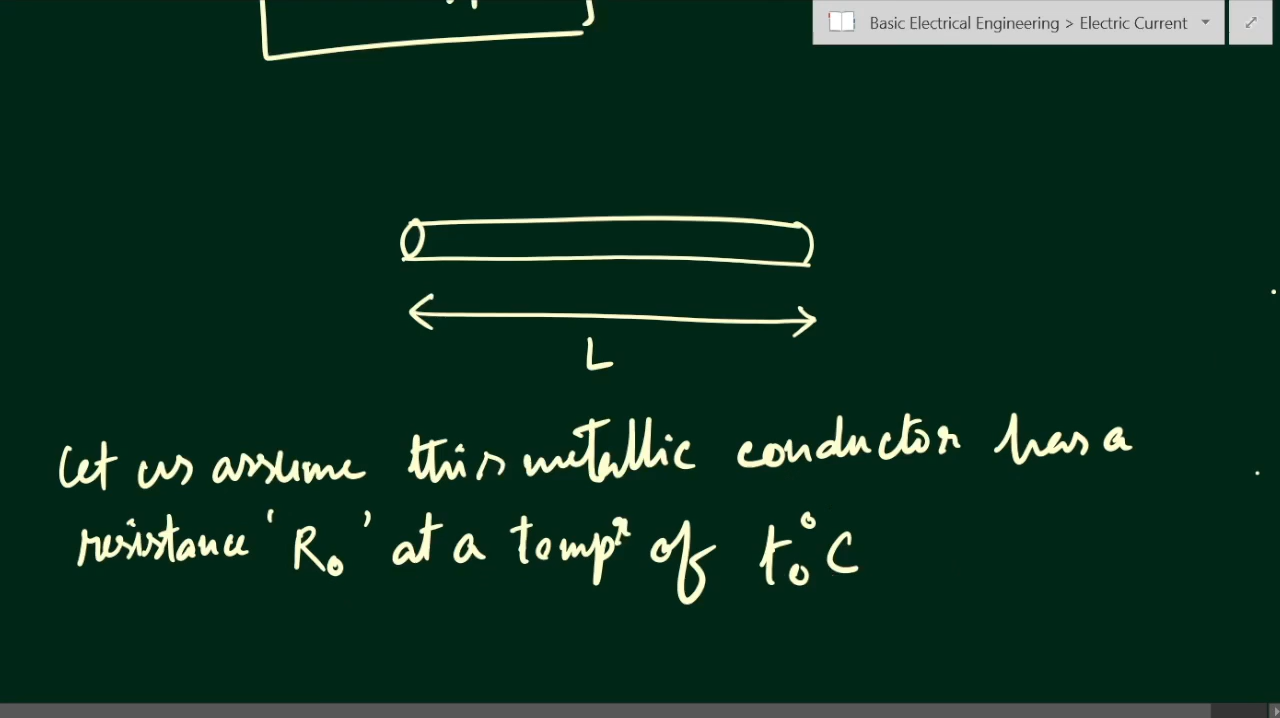 Basic Electrical Engineering > Electric Current
L
Let us assume this metallic conductor has a
resistance 'R₀' at a tempr of t₀°C